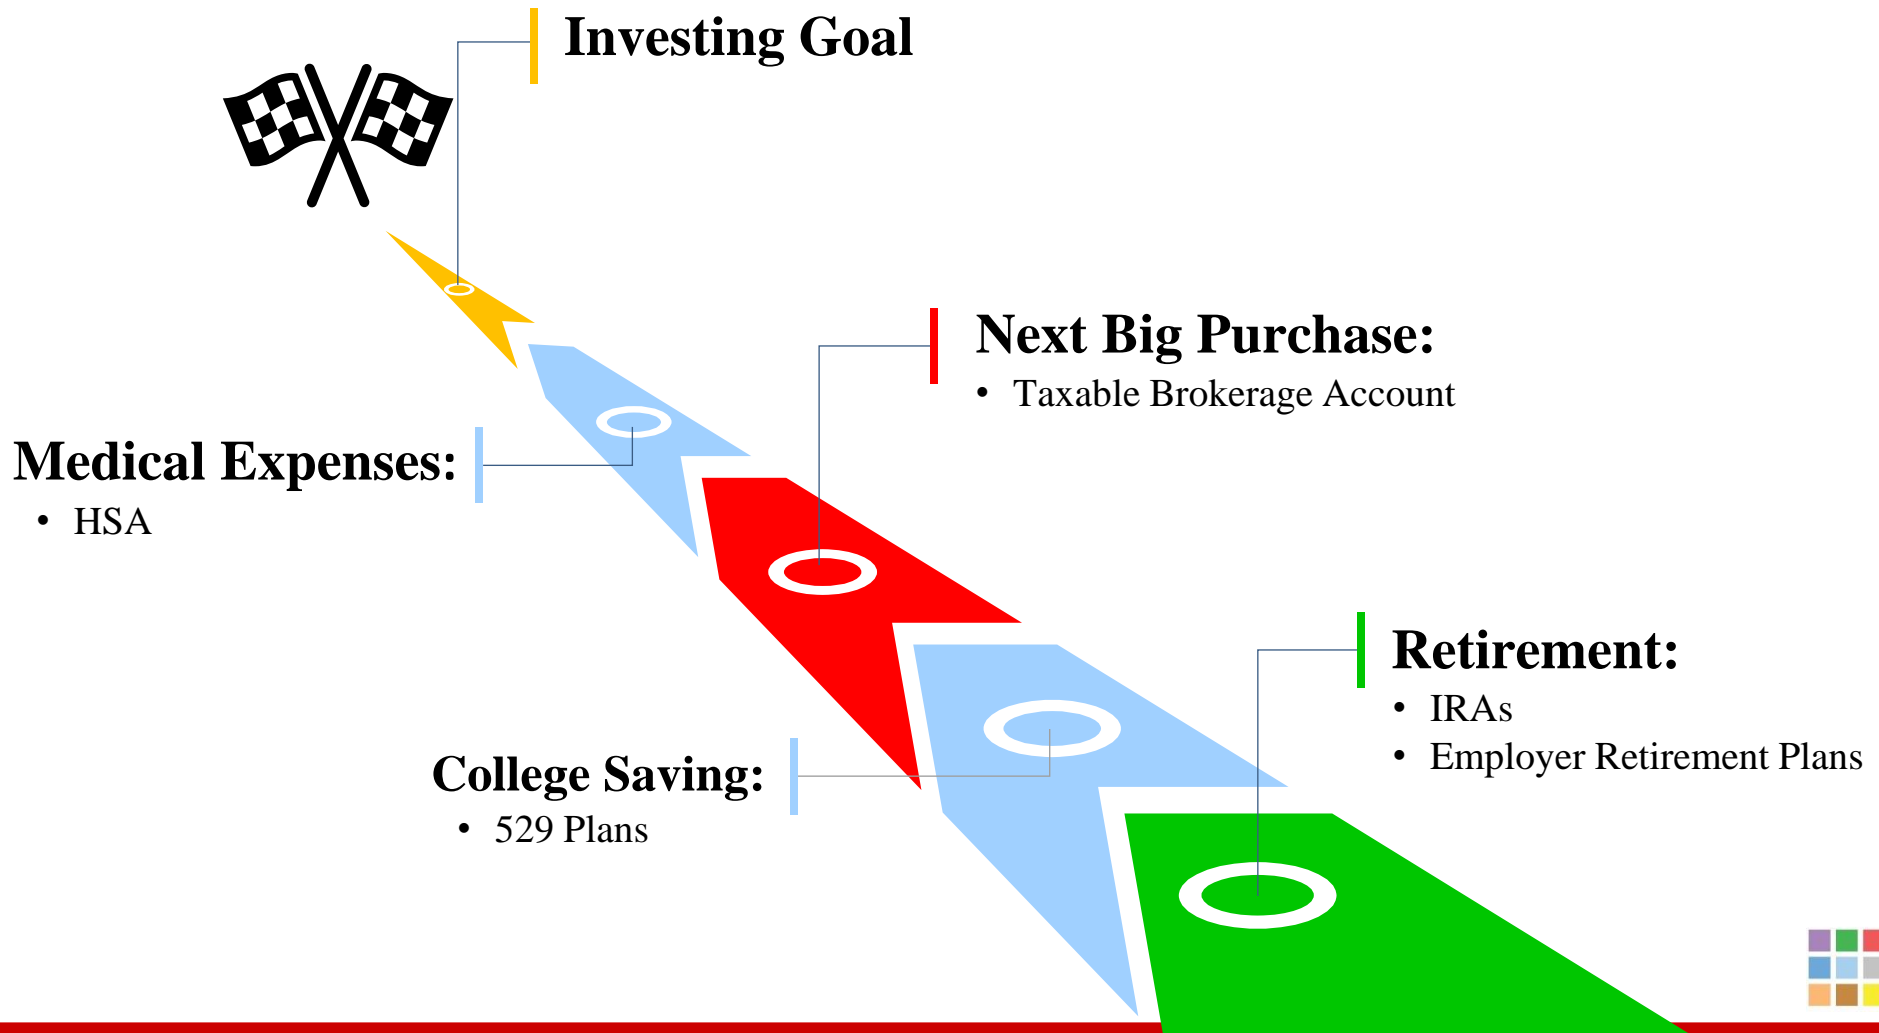 Investing Goal
Next Big Purchase:
• Taxable Brokerage Account
Medical Expenses:
• HSA
Retirement:
• IRAs
• Employer Retirement Plans
College Saving:
• 529 Plans